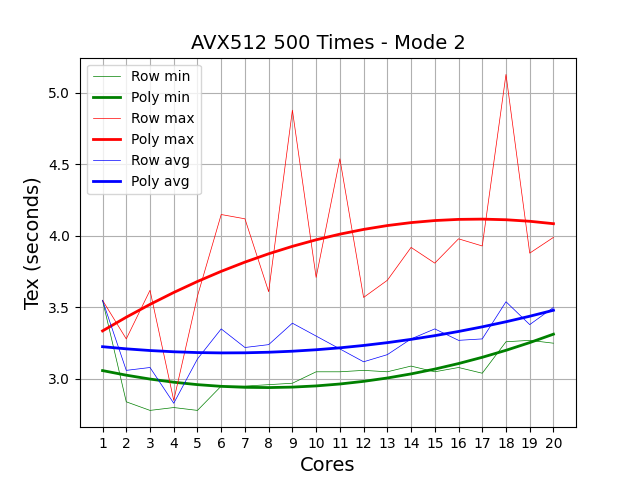 AVX512 500 Times - Mode 2
Row min
Poly min
Row max
Poly max
Row avg
Poly avg
5.0
4.5
4.0
3.5
3.0
Tex (seconds)
1 2 3 4 5 6 7 8 9 10 11 12 13 14 15 16 17 18 19 20
Cores